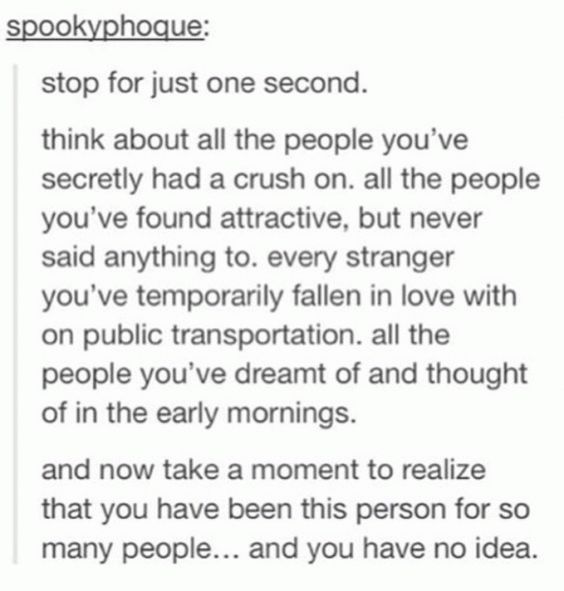 spookyphoque:
stop for just one second.
think about all the people you've
secretly had a crush on. all the people
you've found attractive, but never
said anything to. every stranger
you've temporarily fallen in love with
on public transportation. all the
people you've dreamt of and thought
of in the early mornings.
and now take a moment to realize
that you have been this person for so
many people... and you have no idea.